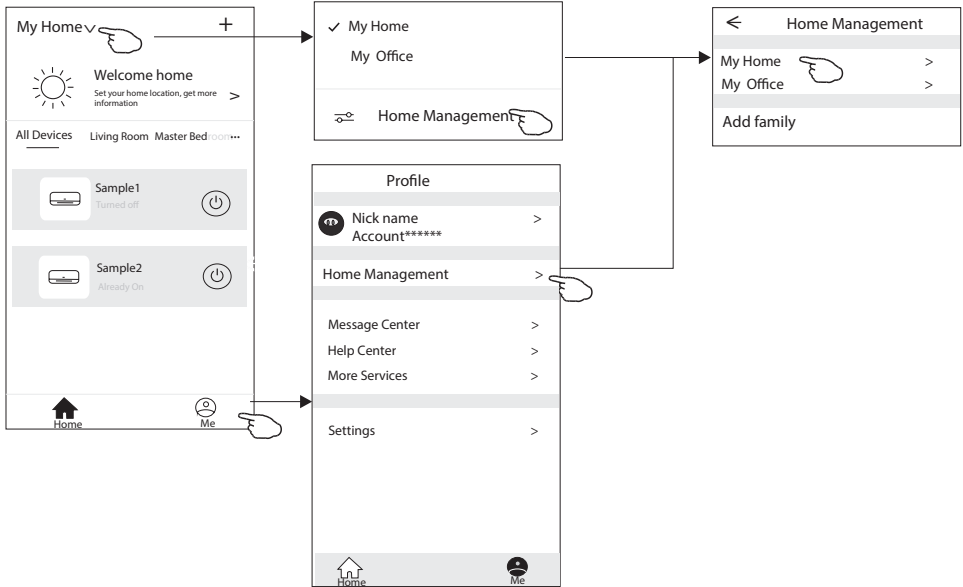 My Home
+
Welcome home
Set your home location, get more
information
>
All Devices Living Room Master Bedroom...
Sample1
Turned off
Sample2
Already On
Home
Me
✓ My Home
My Office
Home Management
Profile
Nick name >
Account******
Home Management >
Message Center >
Help Center >
More Services >
Settings >
Home
Me
Home Management
My Home >
My Office >
Add family